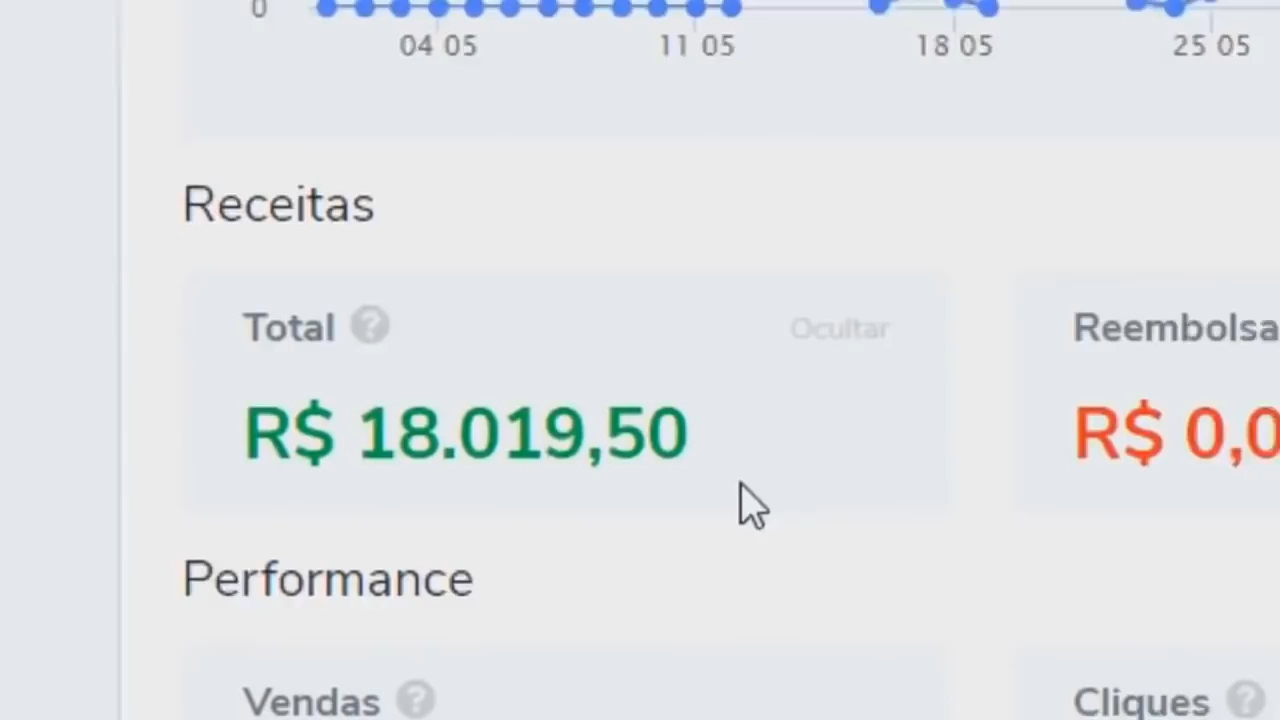 0
04 05 11 05 18 05 25 05
Receitas
Total ? Ocultar Reembolsa
R$ 18.019,50 R$ 0,0
Performance
Vendas ? Cliques ?